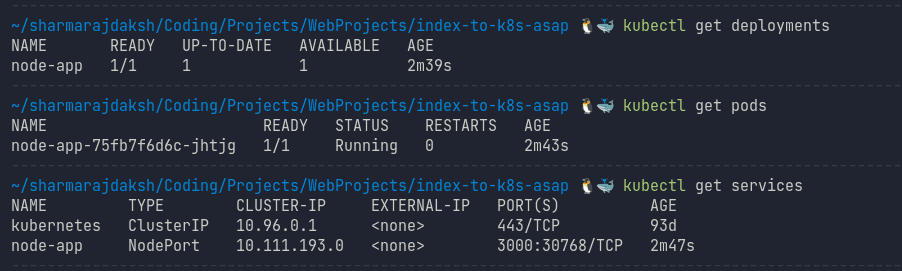 ~/sharmarajdaksh/Coding/Projects/WebProjects/index-to-k8s-asap 🐧🐳 kubectl get deployments
NAME READY UP-TO-DATE AVAILABLE AGE
node-app 1/1 1 1 2m39s
~/sharmarajdaksh/Coding/Projects/WebProjects/index-to-k8s-asap 🐧🐳 kubectl get pods
NAME READY STATUS RESTARTS AGE
node-app-75fb7f6d6c-jhtjg 1/1 Running 0 2m43s
~/sharmarajdaksh/Coding/Projects/WebProjects/index-to-k8s-asap 🐧🐳 kubectl get services
NAME TYPE CLUSTER-IP EXTERNAL-IP PORT(S) AGE
kubernetes ClusterIP 10.96.0.1 <none> 443/TCP 93d
node-app NodePort 10.111.193.0 <none> 3000:30768/TCP 2m47s